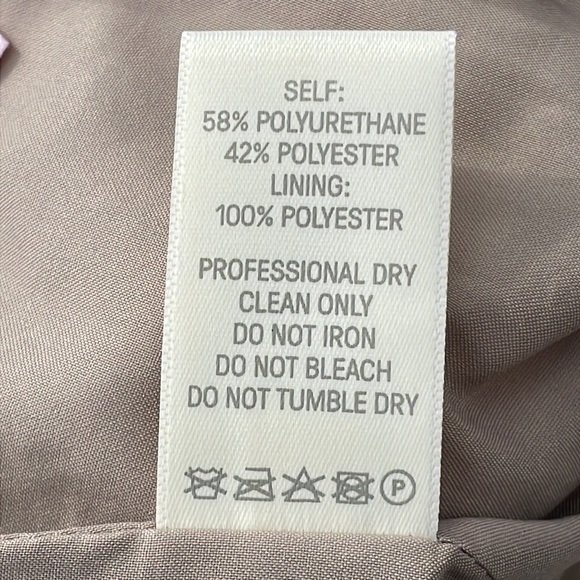 SELF:
58% POLYURETHANE
42% POLYESTER
LINING:
100% POLYESTER
PROFESSIONAL DRY
CLEAN ONLY
DO NOT IRON
DO NOT BLEACH
DO NOT TUMBLE DRY
P